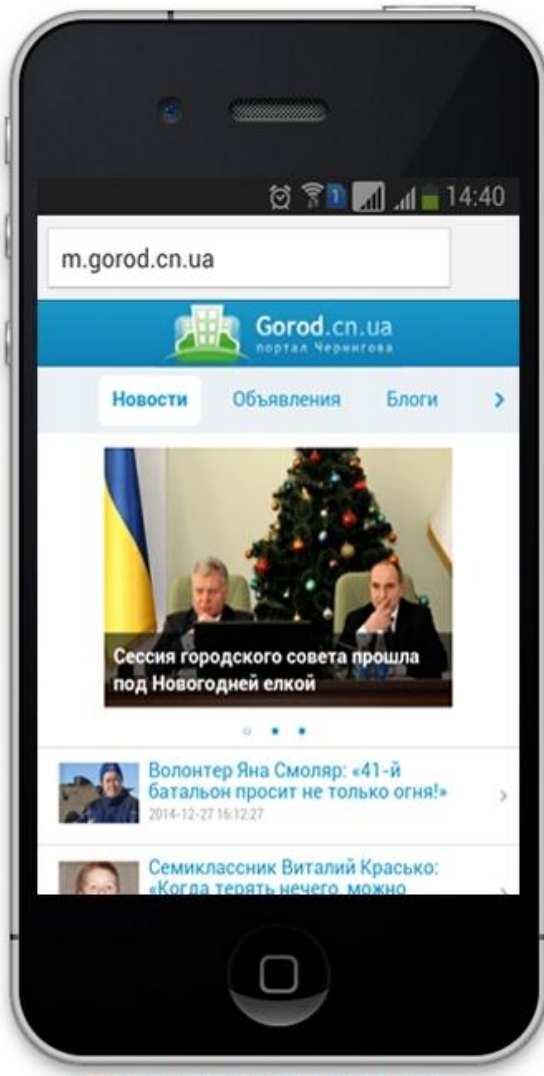 1
14:40
m.gorod.cn.ua
Gorod.cn.ua
портал Чернигова
Новости Объявления Блоги
Сессия городского совета прошла
под Новогодней елкой
Волонтер Яна Смоляр: «41-й
батальон просит не только огня!»
2014-12-27 16:12:27
Семиклассник Виталий Красько:
«Когда терять нечего, можно